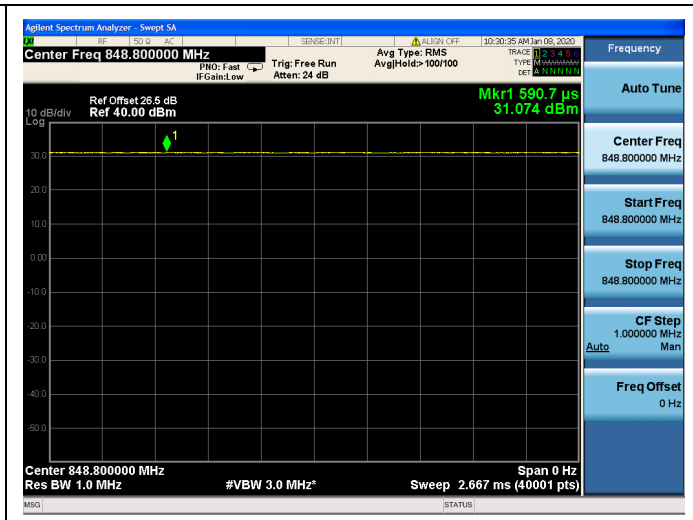 Agilent Spectrum Analyzer - Swept SA
RF 50 Ω AC SENSE:INT ALIGN OFF 10:30:35 AM Jan 08, 2020
Center Freq 848.800000 MHz
PNO: Fast
IFGain:Low
Trig: Free Run
Atten: 24 dB
Avg Type: RMS
Avg|Hold:>100/100
TRACE 1 2 3 4 5 6
TYPE M
DET A N N N N N
Frequency
Mkr1 590.7 µs
31.074 dBm
Ref Offset 26.5 dB
10 dB/div Ref 40.00 dBm
Log
1
30.0
20.0
10.0
0.00
-10.0
-20.0
-30.0
-40.0
-50.0
Center 848.800000 MHz Span 0 Hz
Res BW 1.0 MHz #VBW 3.0 MHz* Sweep 2.667 ms (40001 pts)
MSG STATUS
Auto Tune
Center Freq
848.800000 MHz
Start Freq
848.800000 MHz
Stop Freq
848.800000 MHz
CF Step
1.000000 MHz
Auto Man
Freq Offset
0 Hz